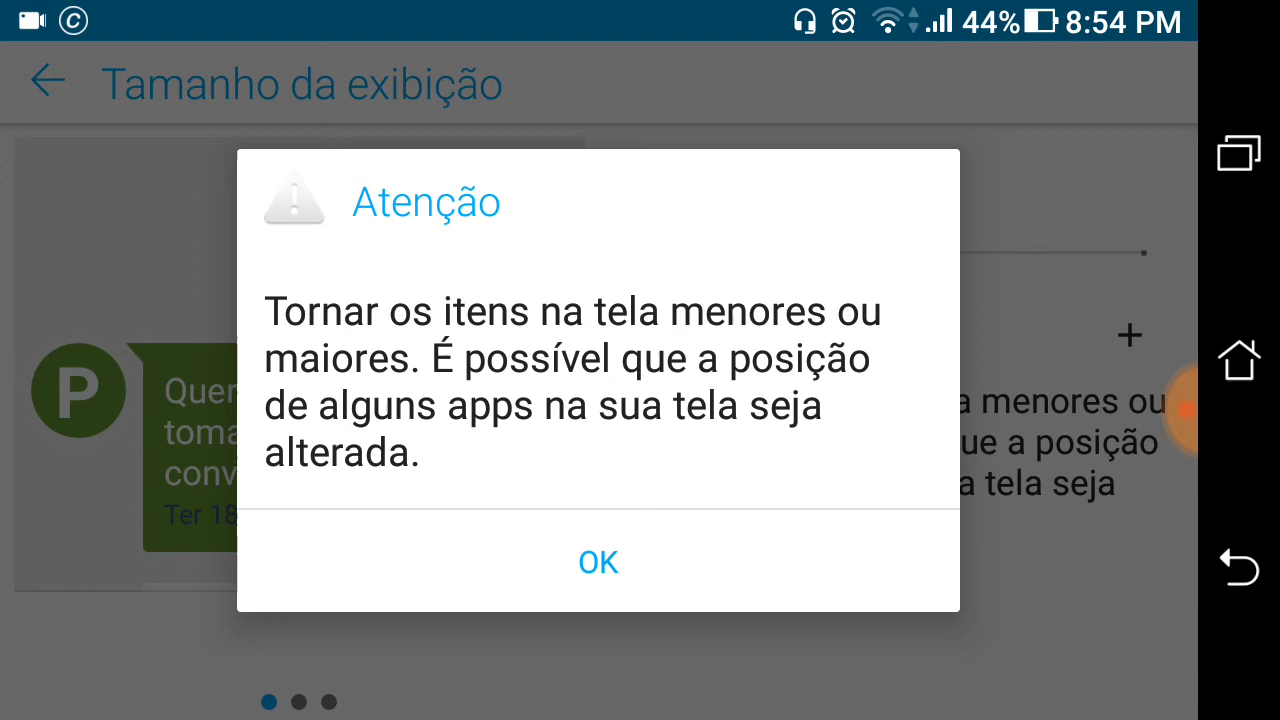 44% 8:54 PM
Tamanho da exibição
Atenção
Tornar os itens na tela menores ou
maiores. É possível que a posição
de alguns apps na sua tela seja
alterada.
OK
P
Quer
toma
conv
Ter 18
a menores ou
ue a posição
a tela seja